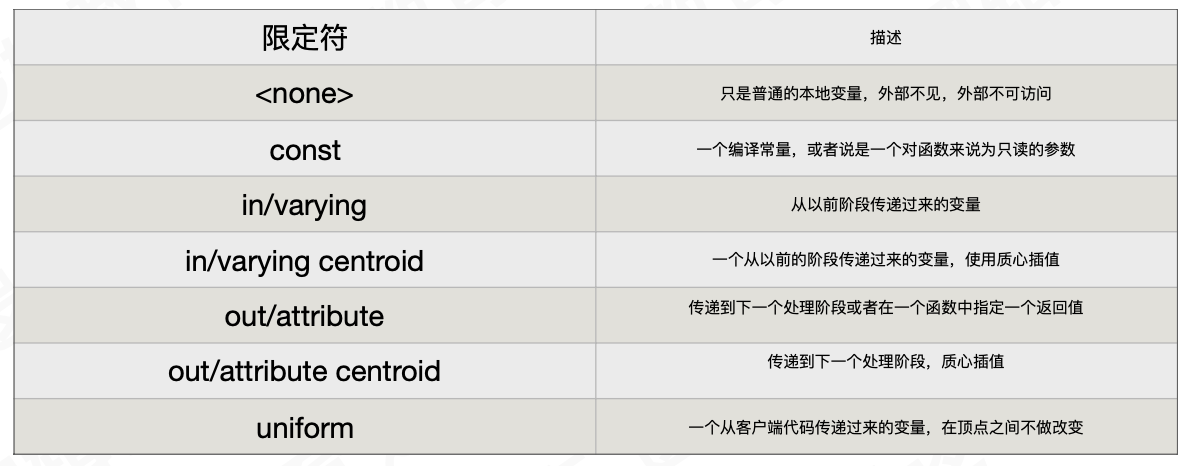 限定符 描述
<none> 只是普通的本地变量，外部不见，外部不可访问
const 一个编译常量，或者说是一个对函数来说为只读的参数
in/varying 从以前阶段传递过来的变量
in/varying centroid 一个从以前的阶段传递过来的变量，使用质心插值
out/attribute 传递到下一个处理阶段或者在一个函数中指定一个返回值
out/attribute centroid 传递到下一个处理阶段，质心插值
uniform 一个从客户端代码传递过来的变量，在顶点之间不做改变